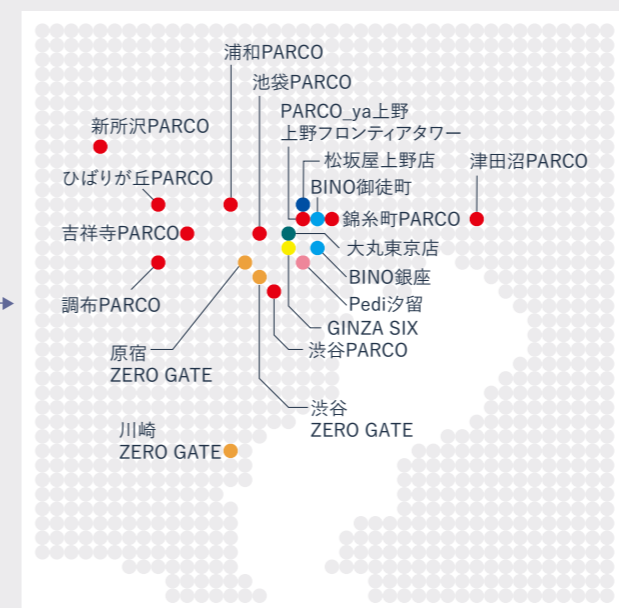 浦和PARCO
池袋PARCO
PARCO_ya上野
上野フロンティアタワー
新所沢PARCO
松坂屋上野店
津田沼PARCO
ひばりが丘PARCO
BINO御徒町
錦糸町PARCO
吉祥寺PARCO
大丸東京店
BINO銀座
調布PARCO
Pedi汐留
GINZA SIX
渋谷PARCO
原宿
ZERO GATE
渋谷
ZERO GATE
川崎
ZERO GATE